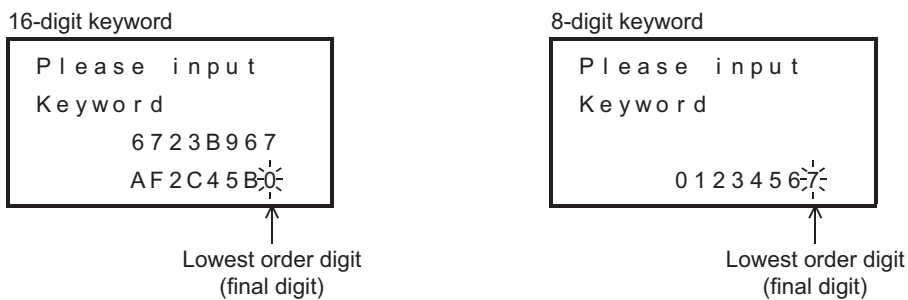 16-digit keyword
Please input
Keyword
6723B967
AF2C45B0
Lowest order digit
(final digit)
8-digit keyword
Please input
Keyword
01234567
Lowest order digit
(final digit)